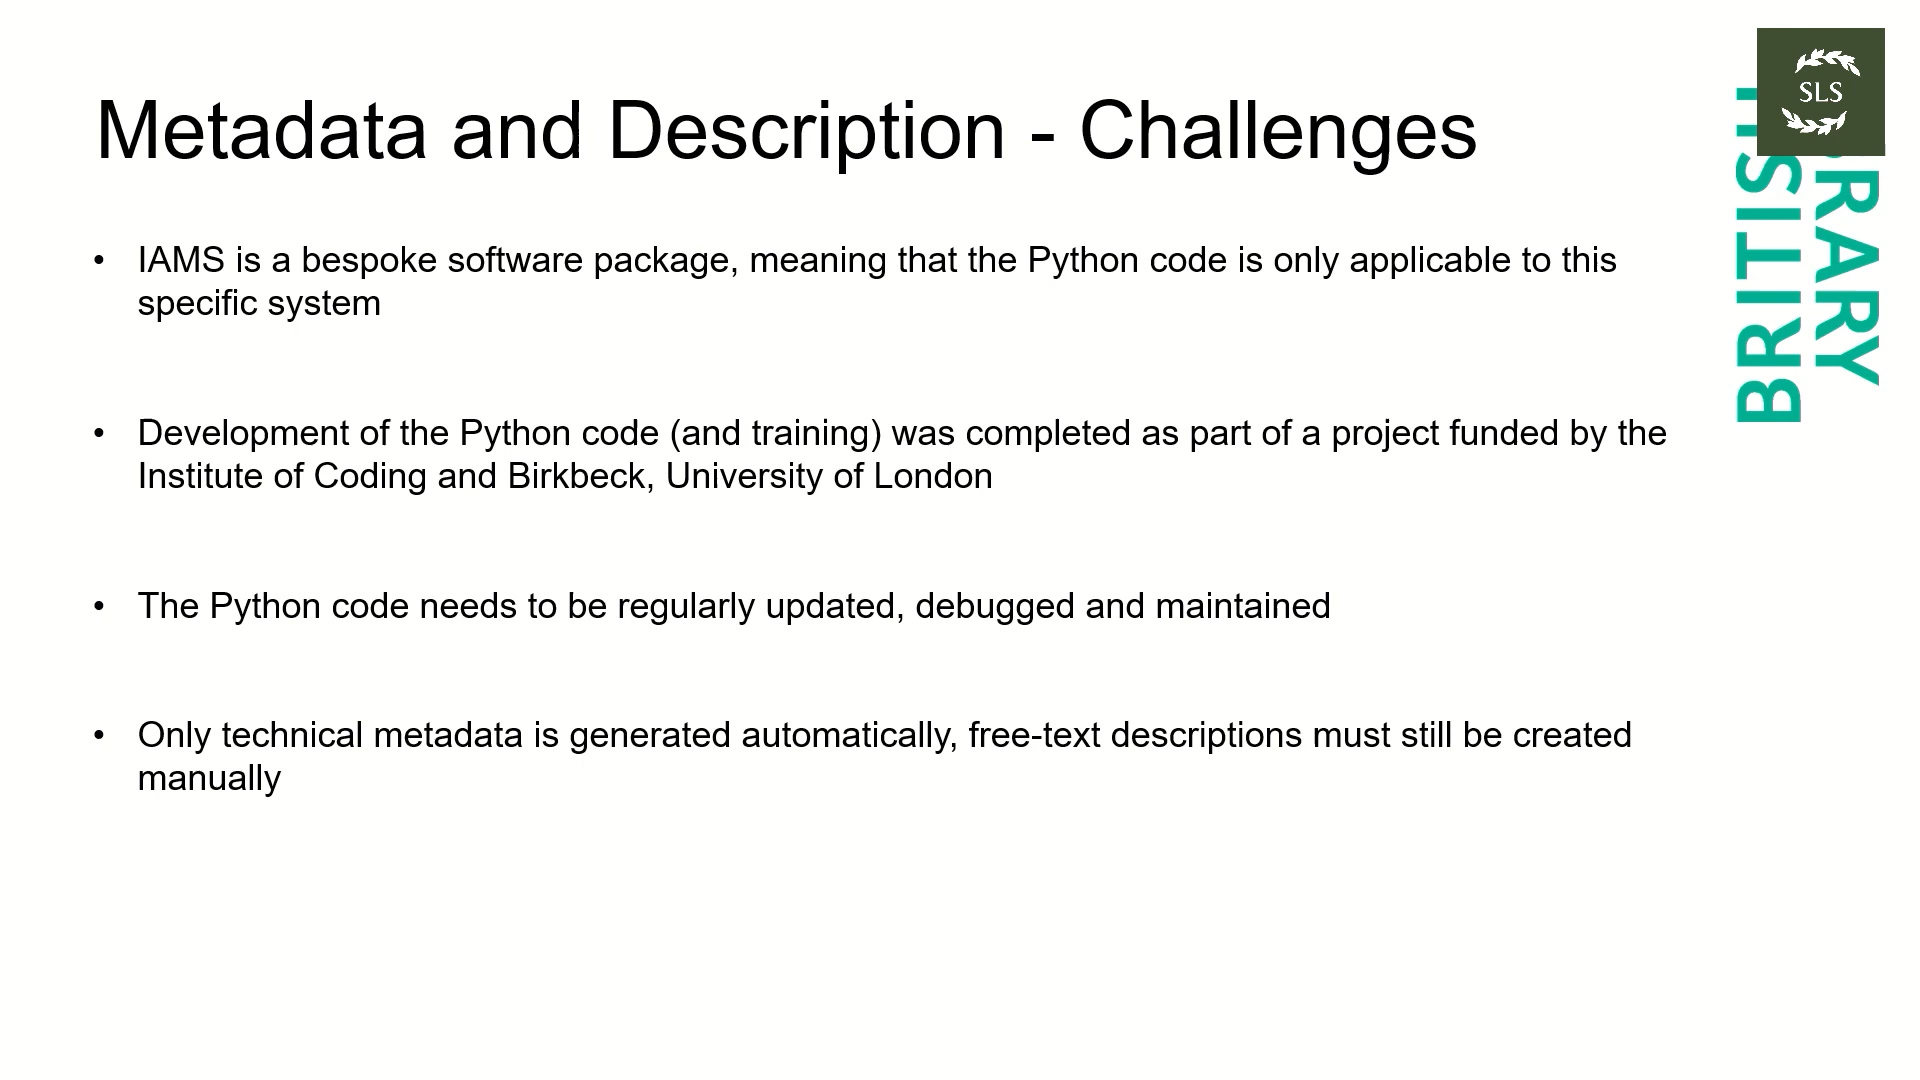 Metadata and Description - Challenges
SLS
• IAMS is a bespoke software package, meaning that the Python code is only applicable to this
specific system
• Development of the Python code (and training) was completed as part of a project funded by the
Institute of Coding and Birkbeck, University of London
• The Python code needs to be regularly updated, debugged and maintained
• Only technical metadata is generated automatically, free-text descriptions must still be created
manually